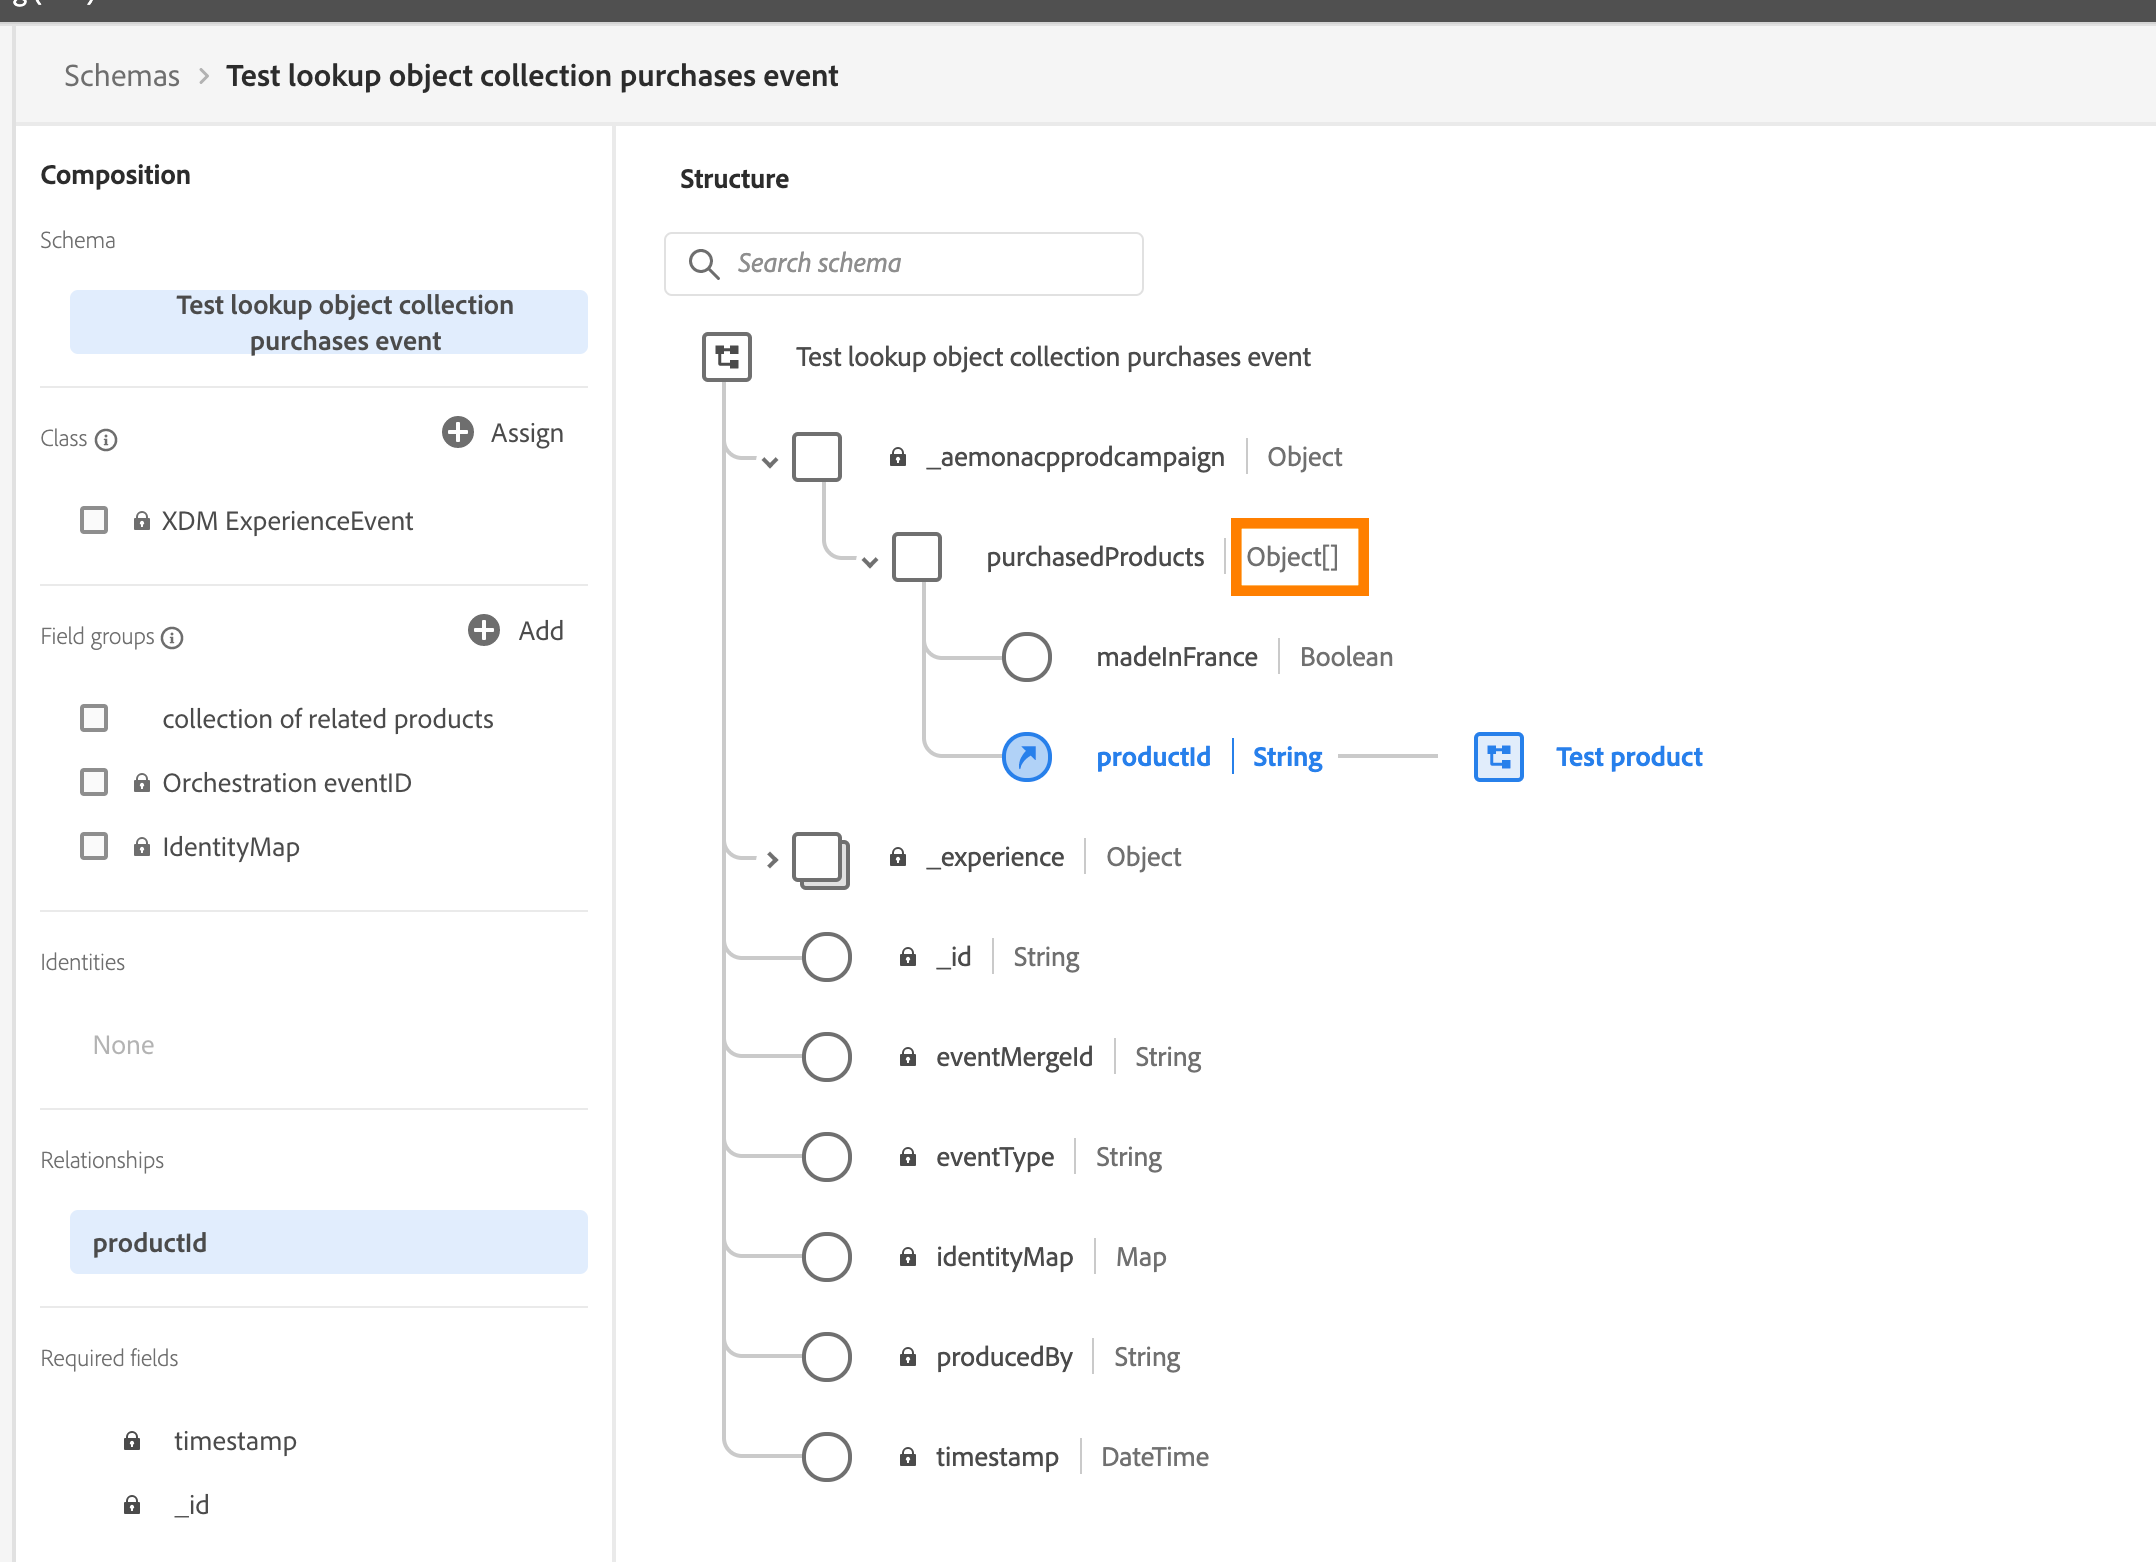 Schemas > Test lookup object collection purchases event
Composition
Schema
Test lookup object collection
purchases event
Class
Assign
XDM ExperienceEvent
Field groups
Add
collection of related products
Orchestration eventID
IdentityMap
Identities
None
Relationships
productId
Required fields
timestamp
_id
Structure
Search schema
Test lookup object collection purchases event
_aemonacpprodcampaign | Object
purchasedProducts | Object[]
madeInFrance | Boolean
productId | String Test product
_experience | Object
_id | String
eventMergeId | String
eventType | String
identityMap | Map
producedBy | String
timestamp | DateTime